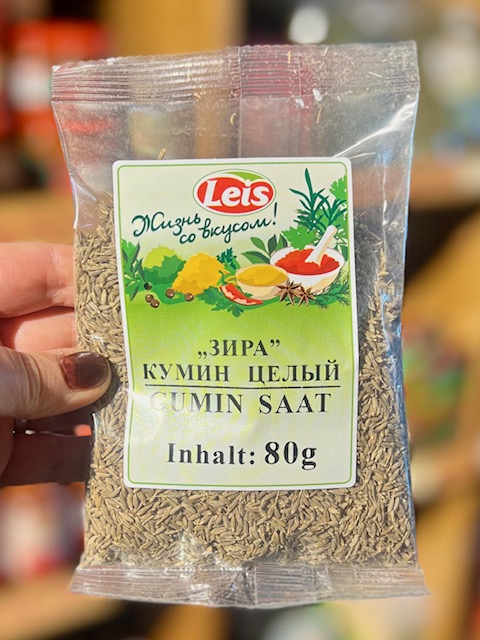 Leis
Жизнь
со вкусом!
„ЗИРА”
КУМИН ЦЕЛЫЙ
CUMIN SAAT
Inhalt: 80g